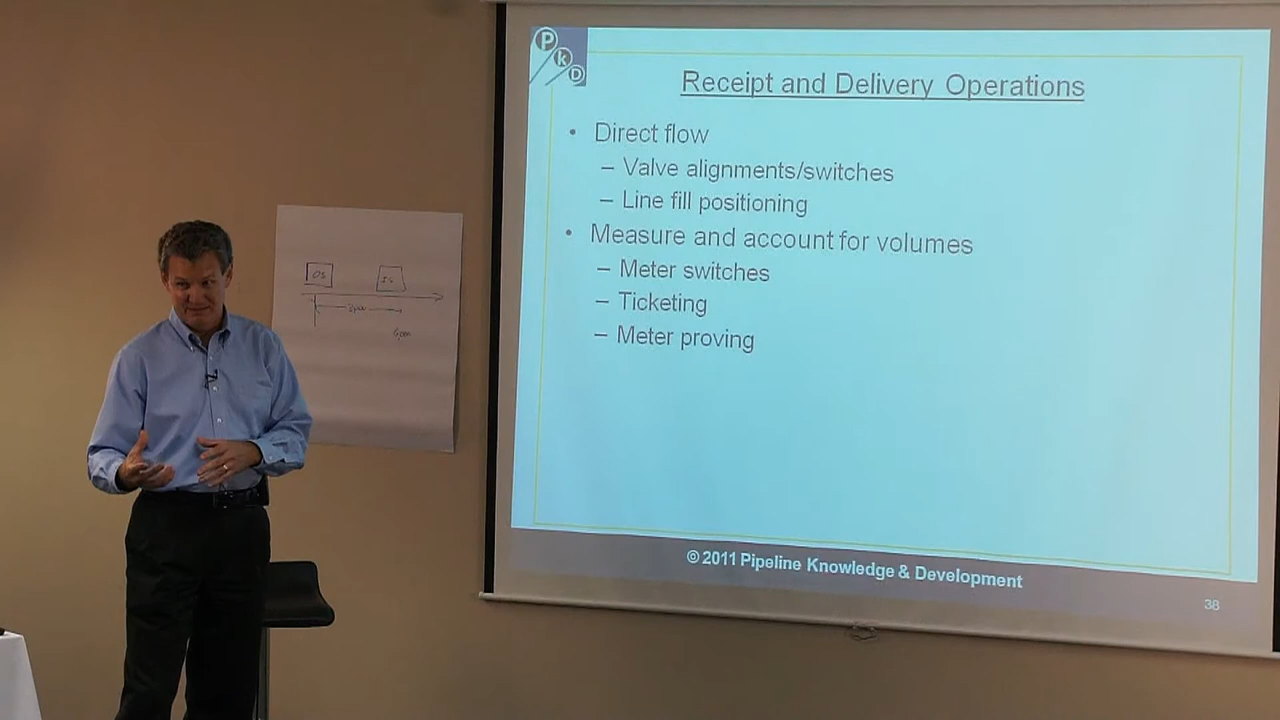 PkD
Receipt and Delivery Operations
• Direct flow
– Valve alignments/switches
– Line fill positioning
• Measure and account for volumes
– Meter switches
– Ticketing
– Meter proving
© 2011 Pipeline Knowledge & Development
38